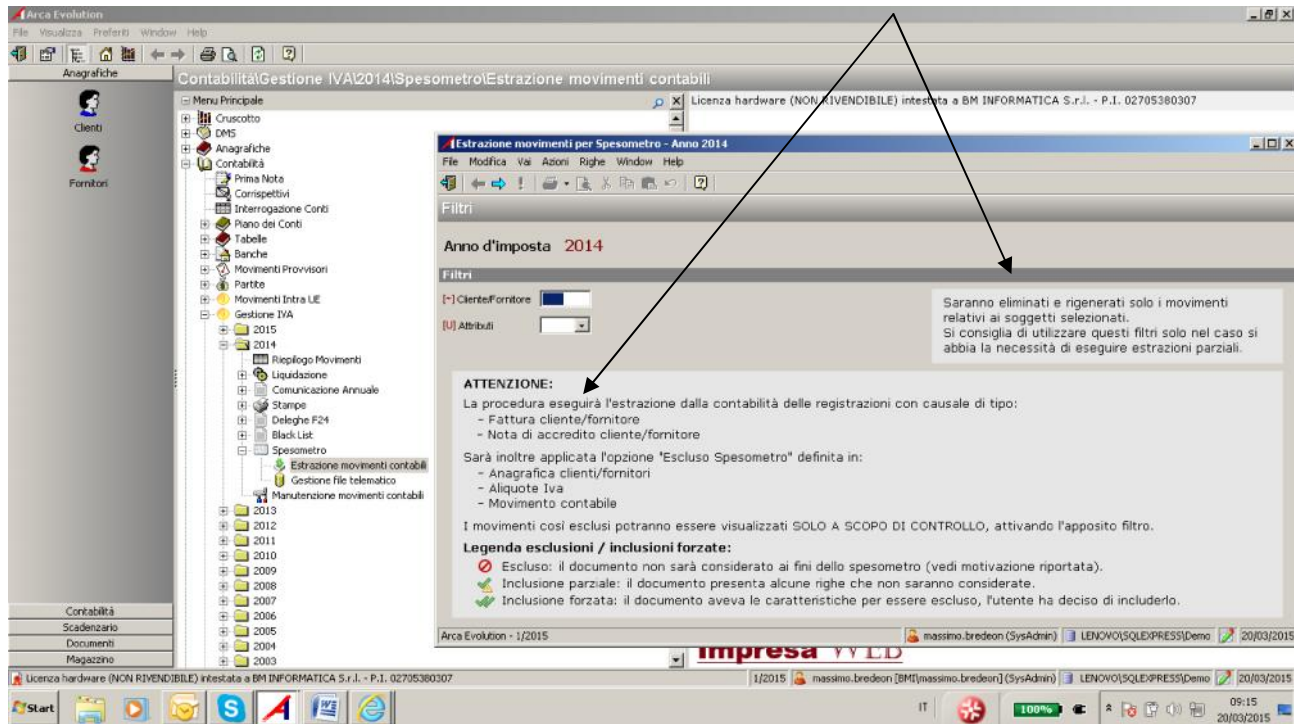 Arca Evolution
File Visualizza Preferiti Window Help
Anagrafiche
Clienti
Fornitori
Contabilità
Scadenzario
Documenti
Magazzino
Contabilità\Gestione IVA\2014\Spesometro\Estrazione movimenti contabili
Menu Principale
Cruscotto
DMS
Anagrafiche
Contabilità
Prima Nota
Corrispettivi
Interrogazione Conti
Piano dei Conti
Tabelle
Banche
Movimenti Provvisori
Partite
Movimenti Intra UE
Gestione IVA
2015
2014
Riepilogo Movimenti
Liquidazione
Comunicazione Annuale
Stampe
Deleghe F24
Black List
Spesometro
Estrazione movimenti contabili
Gestione file telematico
Manutenzione movimenti contabili
2013
2012
2011
2010
2009
2008
2007
2006
2005
2004
2003
Licenza hardware (NON RIVENDIBILE) intestata a BM INFORMATICA S.r.l. - P.I. 02705380307
Estrazione movimenti per Spesometro - Anno 2014
File Modifica Vai Azioni Righe Window Help
Filtri
Anno d'imposta 2014
Filtri
[*] Cliente/Fornitore
[U] Attributi
Saranno eliminati e rigenerati solo i movimenti
relativi ai soggetti selezionati.
Si consiglia di utilizzare questi filtri solo nel caso si
abbia la necessità di eseguire estrazioni parziali.
ATTENZIONE:
La procedura eseguirà l'estrazione dalla contabilità delle registrazioni con causale di tipo:
- Fattura cliente/fornitore
- Nota di accredito cliente/fornitore
Sarà inoltre applicata l'opzione "Escluso Spesometro" definita in:
- Anagrafica clienti/fornitori
- Aliquote Iva
- Movimento contabile
I movimenti così esclusi potranno essere visualizzati SOLO A SCOPO DI CONTROLLO, attivando l'apposito filtro.
Legenda esclusioni / inclusioni forzate:
Escluso: il documento non sarà considerato ai fini dello spesometro (vedi motivazione riportata).
Inclusione parziale: il documento presenta alcune righe che non saranno considerate.
Inclusione forzata: il documento aveva le caratteristiche per essere escluso, l'utente ha deciso di includerlo.
Arca Evolution - 1/2015 massimo.bredeon (SysAdmin) LENOVO\SQLEXPRESS\Demo 20/03/2015
Impresa WEB
Licenza hardware (NON RIVENDIBILE) intestata a BM INFORMATICA S.r.l. - P.I. 02705380307 1/2015 massimo.bredeon [BMI\massimo.bredeon] (SysAdmin) LENOVO\SQLEXPRESS\Demo 20/03/2015
Start IT 100% 09:15
20/03/2015